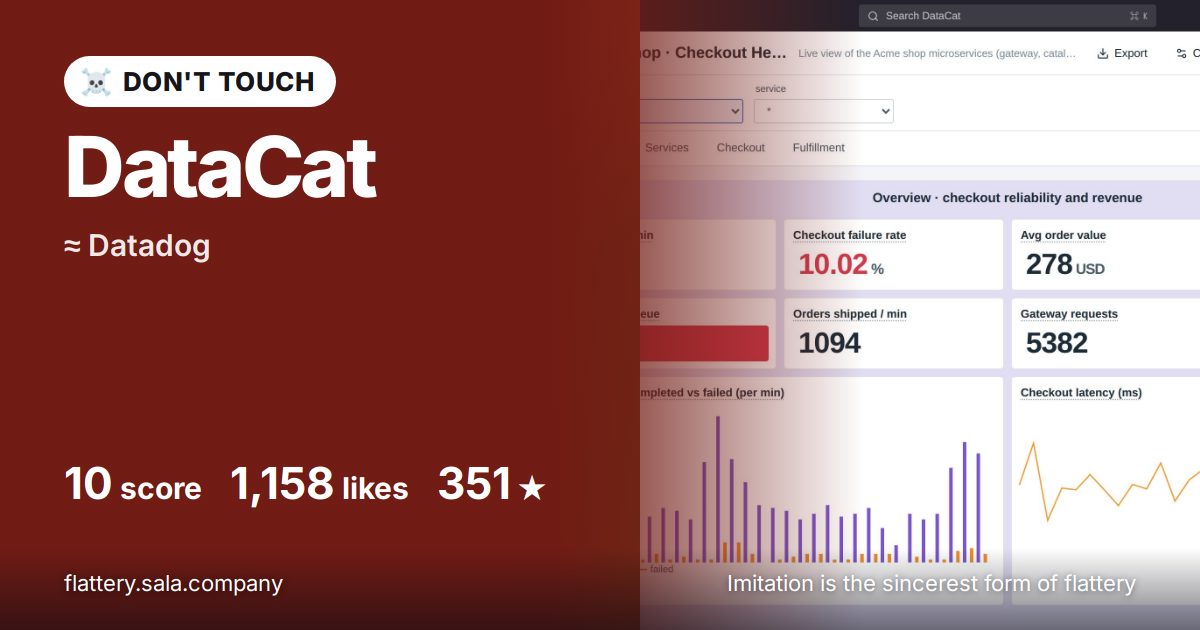 ☠️ DON'T TOUCH
DataCat
≈ Datadog
10 score 1,158 likes 351 ★
flattery.sala.company
Search DataCat ⌘ K
op · Checkout He... Live view of the Acme shop microservices (gateway, catal... Export C
service
*
Services Checkout Fulfillment
Overview · checkout reliability and revenue
Checkout failure rate Avg order value
10.02 % 278 USD
eue Orders shipped / min Gateway requests
1094 5382
mpleted vs failed (per min) Checkout latency (ms)
— failed
Imitation is the sincerest form of flattery